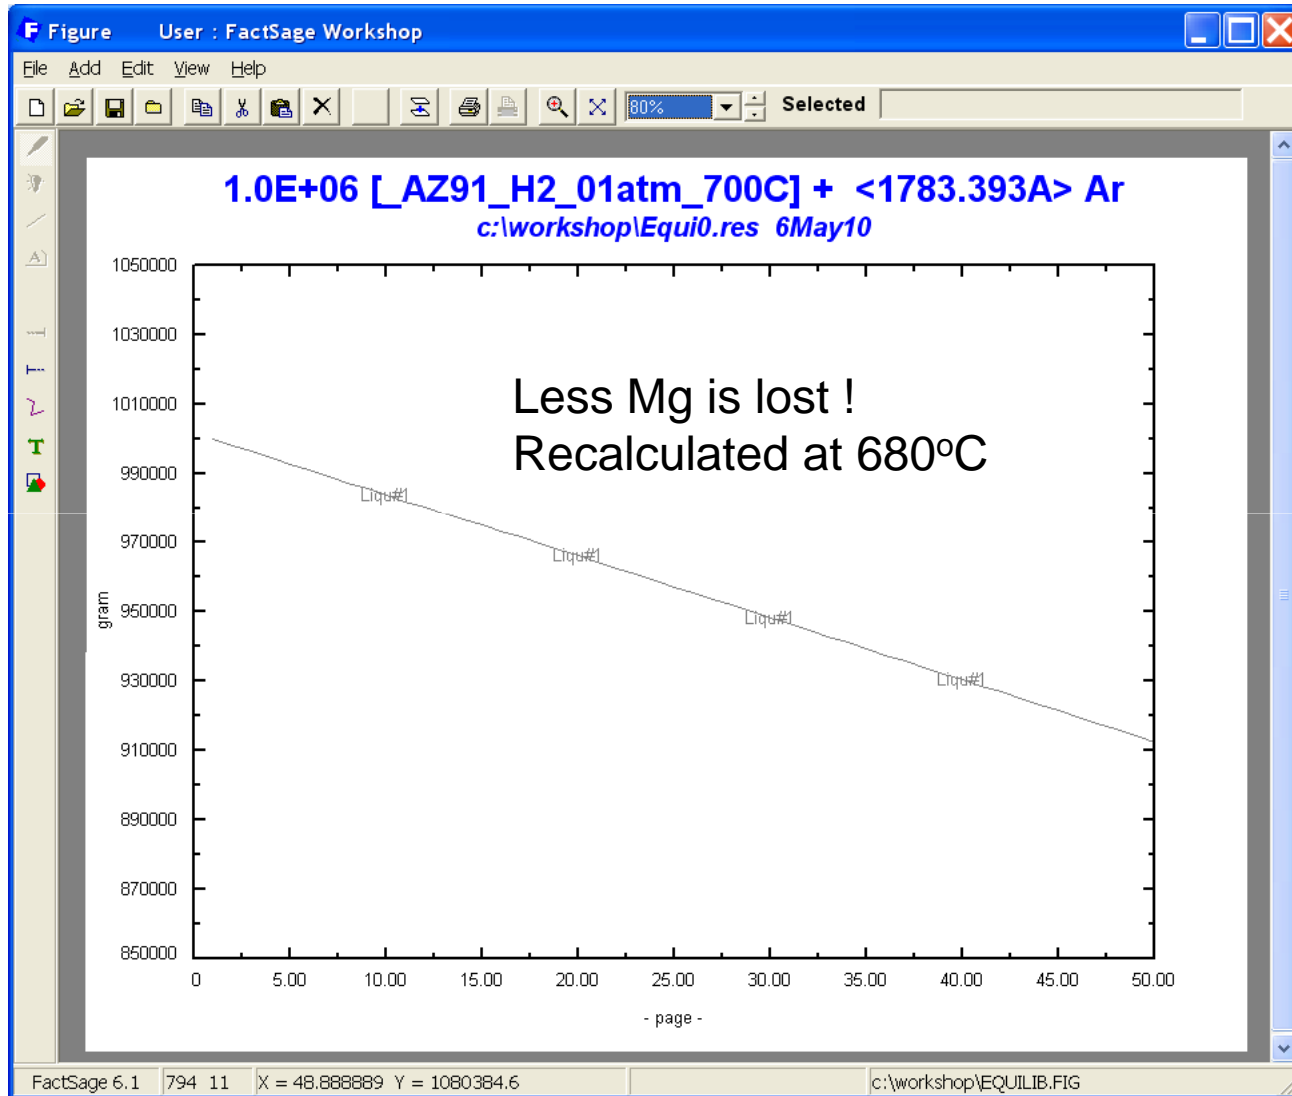 Figure User : FactSage Workshop
File Add Edit View Help
80% Selected
1.0E+06 [_AZ91_H2_01atm_700C] + <1783.393A> Ar
c:\workshop\Equi0.res 6May10
Less Mg is lost !
Recalculated at 680°C
1050000
1030000
1010000
990000
970000
950000
930000
910000
890000
870000
850000
gram
Liqu#1
Liqu#1
Liqu#1
Liqu#1
0 5.00 10.00 15.00 20.00 25.00 30.00 35.00 40.00 45.00 50.00
- page -
FactSage 6.1 794 11 X = 48.888889 Y = 1080384.6 c:\workshop\EQUILIB.FIG